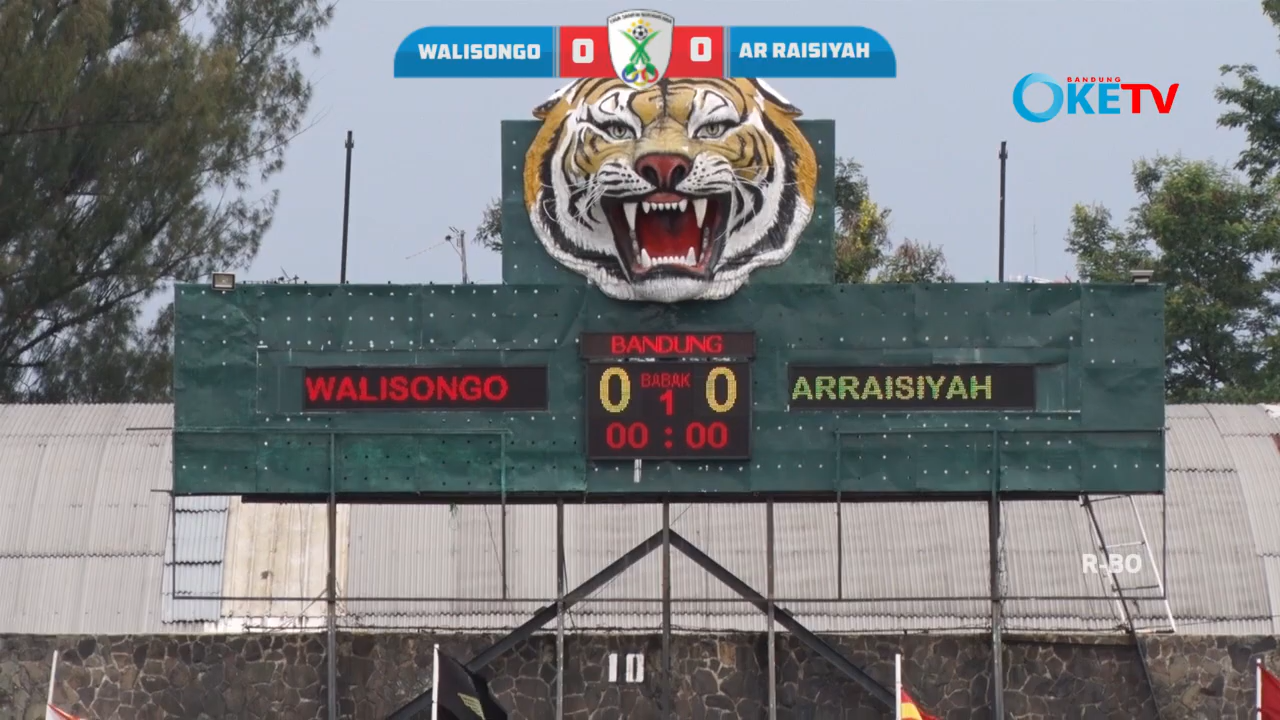 WALISONGO 0 0 AR RAISIYAH
BANDUNG
OKETV
BANDUNG
WALISONGO 0 BABAK 0 ARRAISIYAH
1
00 : 00
R-BO
10